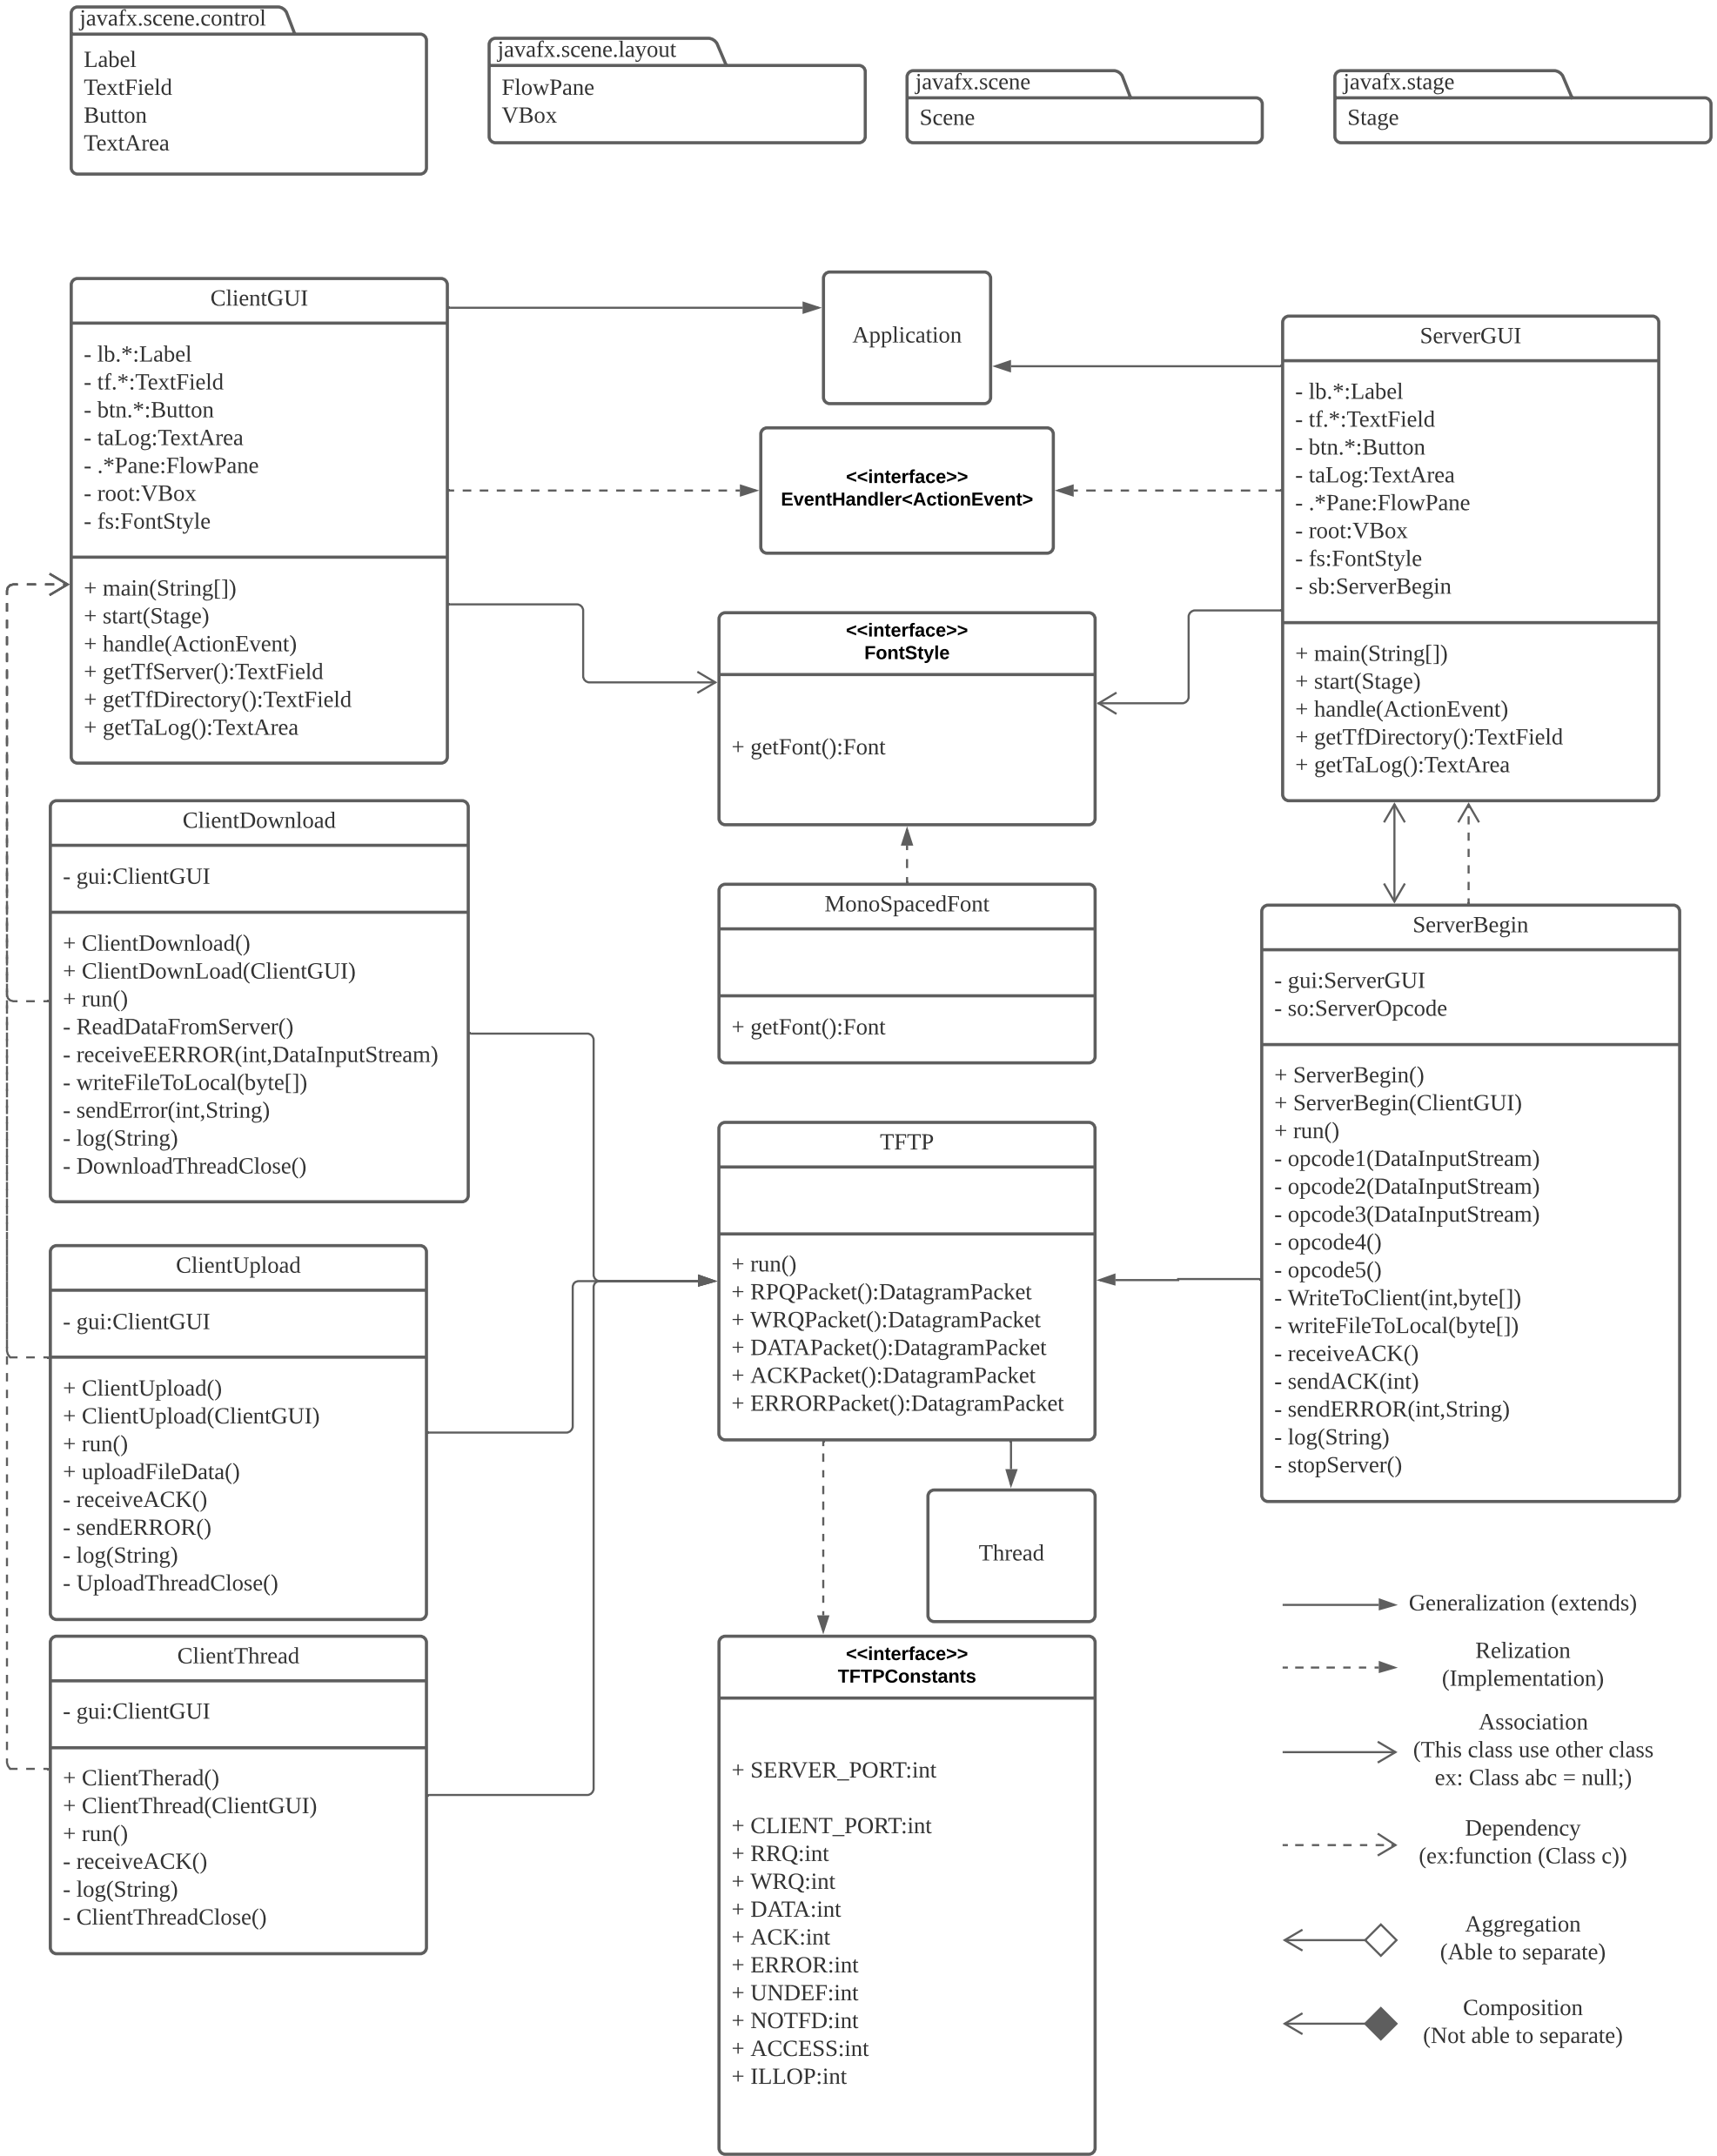 javafx.scene.control
Label
TextField
Button
TextArea
javafx.scene.layout
FlowPane
VBox
javafx.scene
Scene
javafx.stage
Stage
ClientGUI
- lb.*:Label
- tf.*:TextField
- btn.*:Button
- taLog:TextArea
- .*Pane:FlowPane
- root:VBox
- fs:FontStyle
+ main(String[])
+ start(Stage)
+ handle(ActionEvent)
+ getTfServer():TextField
+ getTfDirectory():TextField
+ getTaLog():TextArea
Application
<<interface>>
EventHandler<ActionEvent>
ServerGUI
- lb.*:Label
- tf.*:TextField
- btn.*:Button
- taLog:TextArea
- .*Pane:FlowPane
- root:VBox
- fs:FontStyle
- sb:ServerBegin
+ main(String[])
+ start(Stage)
+ handle(ActionEvent)
+ getTfDirectory():TextField
+ getTaLog():TextArea
<<interface>>
FontStyle
+ getFont():Font
MonoSpacedFont
+ getFont():Font
ClientDownload
- gui:ClientGUI
+ ClientDownload()
+ ClientDownLoad(ClientGUI)
+ run()
- ReadDataFromServer()
- receiveEERROR(int,DataInputStream)
- writeFileToLocal(byte[])
- sendError(int,String)
- log(String)
- DownloadThreadClose()
ServerBegin
- gui:ServerGUI
- so:ServerOpcode
+ ServerBegin()
+ ServerBegin(ClientGUI)
+ run()
- opcode1(DataInputStream)
- opcode2(DataInputStream)
- opcode3(DataInputStream)
- opcode4()
- opcode5()
- WriteToClient(int,byte[])
- writeFileToLocal(byte[])
- receiveACK()
- sendACK(int)
- sendERROR(int,String)
- log(String)
- stopServer()
TFTP
+ run()
+ RPQPacket():DatagramPacket
+ WRQPacket():DatagramPacket
+ DATAPacket():DatagramPacket
+ ACKPacket():DatagramPacket
+ ERRORPacket():DatagramPacket
ClientUpload
- gui:ClientGUI
+ ClientUpload()
+ ClientUpload(ClientGUI)
+ run()
+ uploadFileData()
- receiveACK()
- sendERROR()
- log(String)
- UploadThreadClose()
Thread
ClientThread
- gui:ClientGUI
+ ClientTherad()
+ ClientThread(ClientGUI)
+ run()
- receiveACK()
- log(String)
- ClientThreadClose()
<<interface>>
TFTPConstants
+ SERVER_PORT:int
+ CLIENT_PORT:int
+ RRQ:int
+ WRQ:int
+ DATA:int
+ ACK:int
+ ERROR:int
+ UNDEF:int
+ NOTFD:int
+ ACCESS:int
+ ILLOP:int
Generalization (extends)
Relization
(Implementation)
Association
(This class use other class
ex: Class abc = null;)
Dependency
(ex:function (Class c))
Aggregation
(Able to separate)
Composition
(Not able to separate)